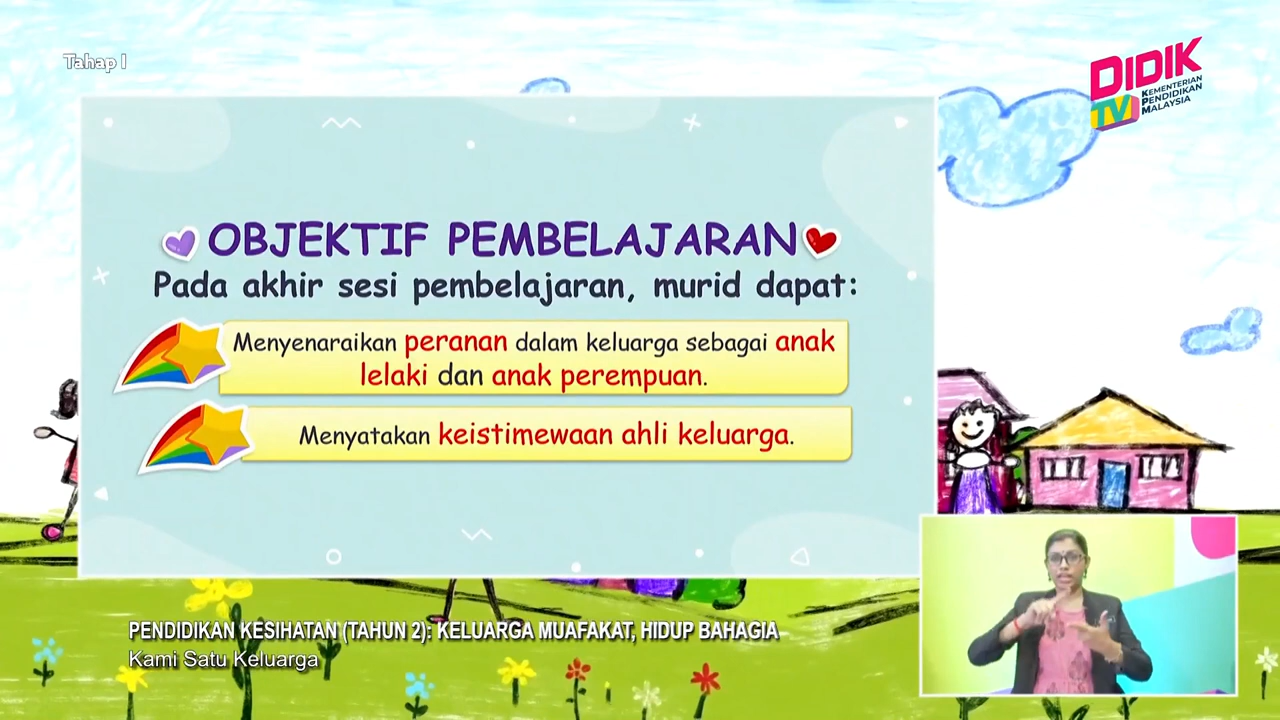 Tahap 1
DIDIK
TV
KEMENTERIAN
PENDIDIKAN
MALAYSIA
OBJEKTIF PEMBELAJARAN
Pada akhir sesi pembelajaran, murid dapat:
Menyenaraikan peranan dalam keluarga sebagai anak
lelaki dan anak perempuan.
Menyatakan keistimewaan ahli keluarga.
PENDIDIKAN KESIHATAN (TAHUN 2): KELUARGA MUAFAKAT, HIDUP BAHAGIA
Kami Satu Keluarga